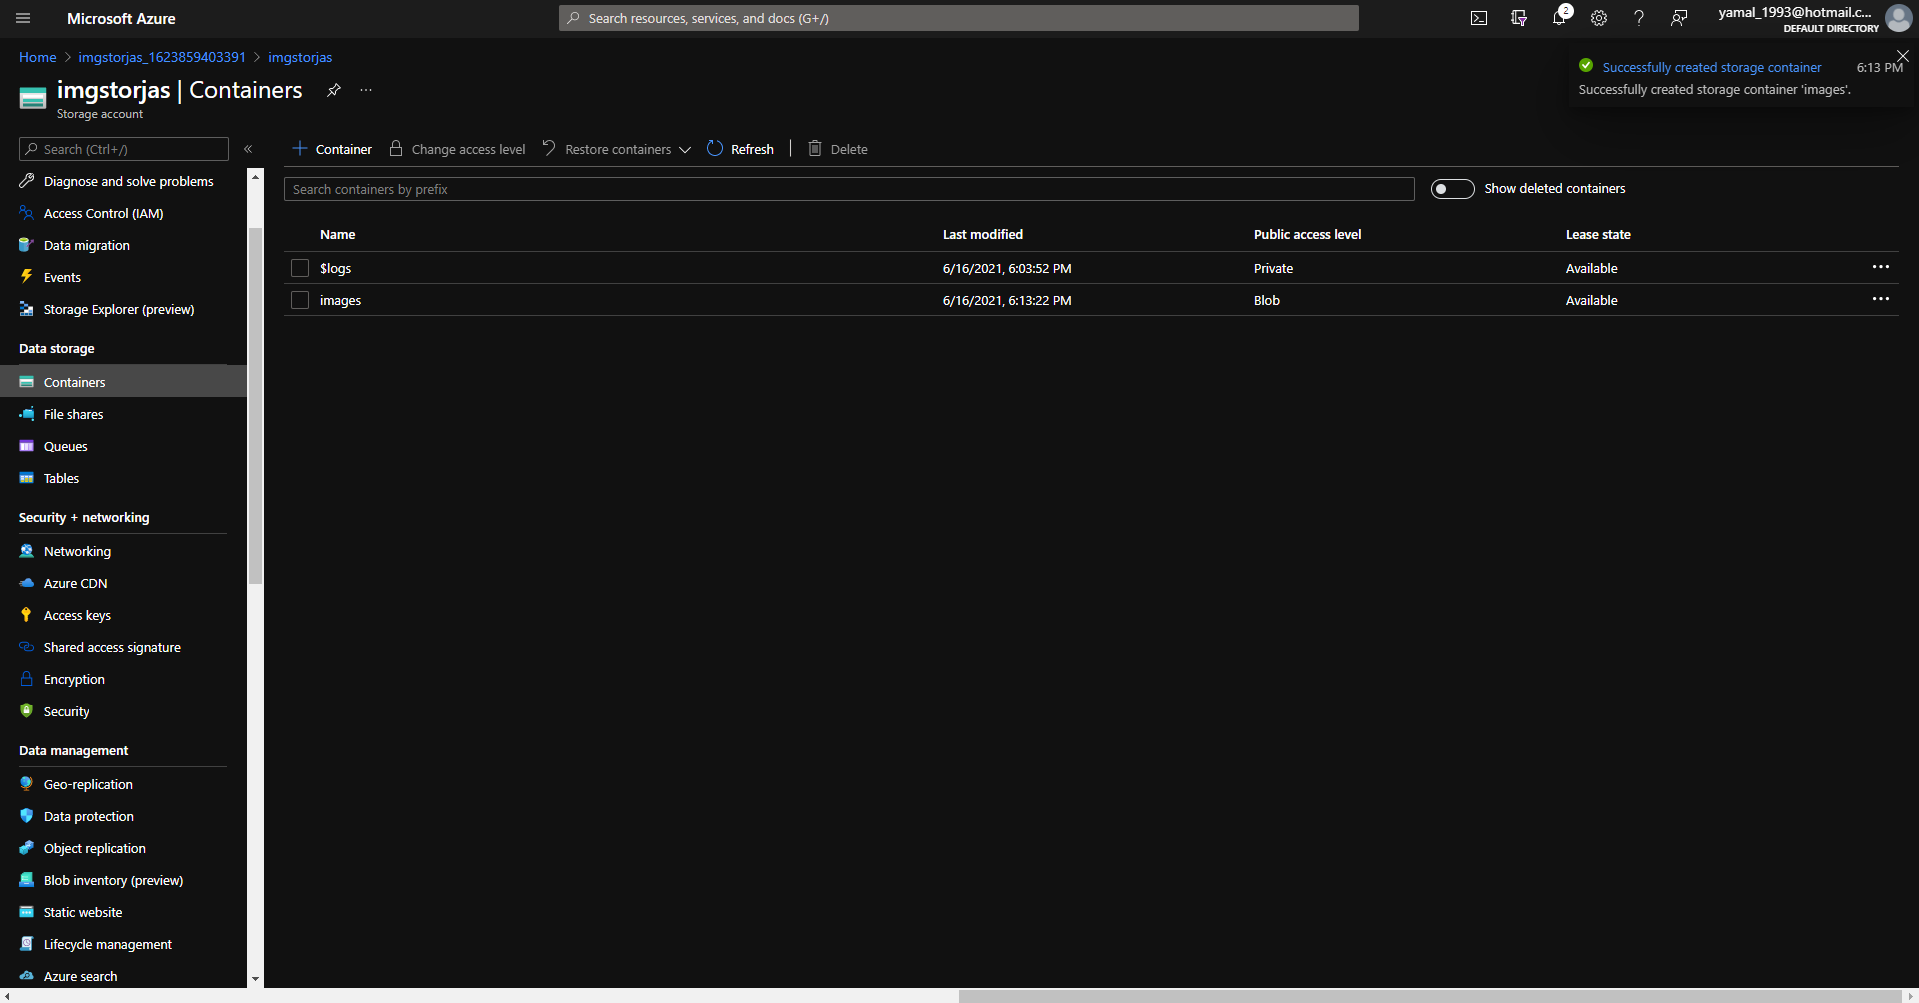 Microsoft Azure
Search resources, services, and docs (G+/)
2
yamal_1993@hotmail.c...
DEFAULT DIRECTORY
Home > imgstorjas_1623859403391 > imgstorjas
Successfully created storage container 6:13 PM
Successfully created storage container 'images'.
imgstorjas | Containers
Storage account
Search (Ctrl+/)
«
Container
Change access level
Restore containers
Refresh
Delete
Diagnose and solve problems
Access Control (IAM)
Data migration
Events
Storage Explorer (preview)
Data storage
Containers
File shares
Queues
Tables
Security + networking
Networking
Azure CDN
Access keys
Shared access signature
Encryption
Security
Data management
Geo-replication
Data protection
Object replication
Blob inventory (preview)
Static website
Lifecycle management
Azure search
Search containers by prefix
Show deleted containers
Name Last modified Public access level Lease state
$logs 6/16/2021, 6:03:52 PM Private Available
images 6/16/2021, 6:13:22 PM Blob Available